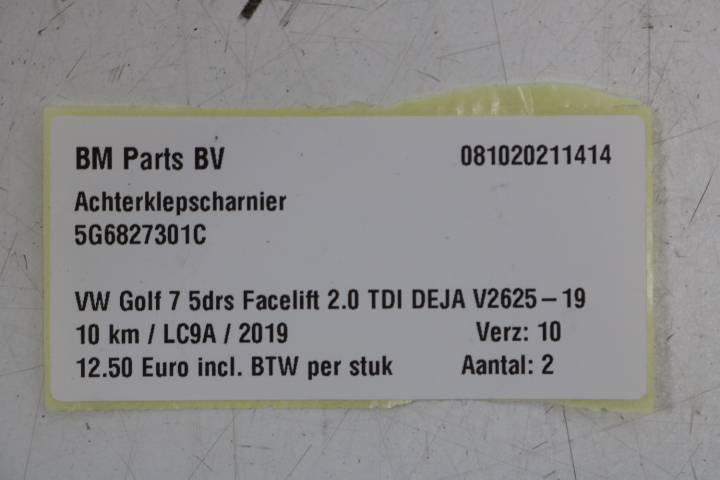 BM Parts BV 081020211414
Achterklepscharnier
5G6827301C
VW Golf 7 5drs Facelift 2.0 TDI DEJA V2625-19
10 km / LC9A / 2019 Verz: 10
12.50 Euro incl. BTW per stuk Aantal: 2